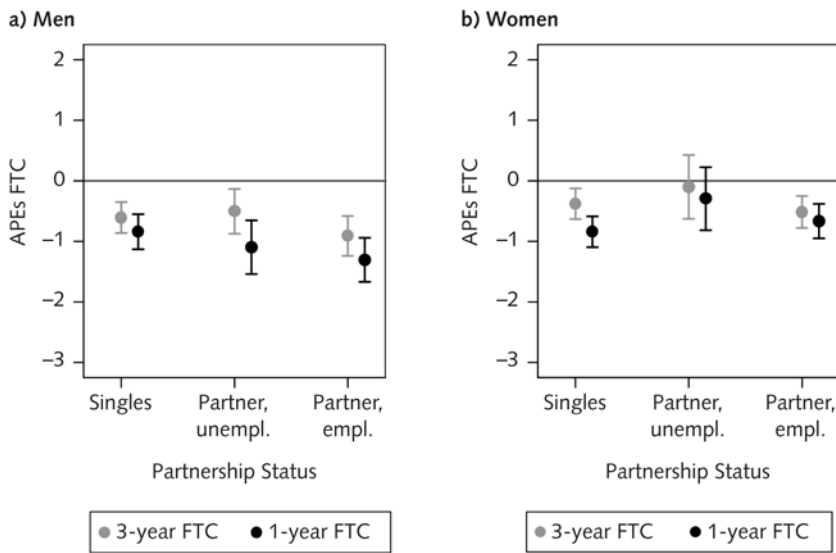 a) Men
2
1
0
–1
–2
–3
APEs FTC
Singles
Partner,
unempl.
Partner,
empl.
Partnership Status
3-year FTC
1-year FTC
b) Women
2
1
0
–1
–2
–3
APEs FTC
Singles
Partner,
unempl.
Partner,
empl.
Partnership Status
3-year FTC
1-year FTC